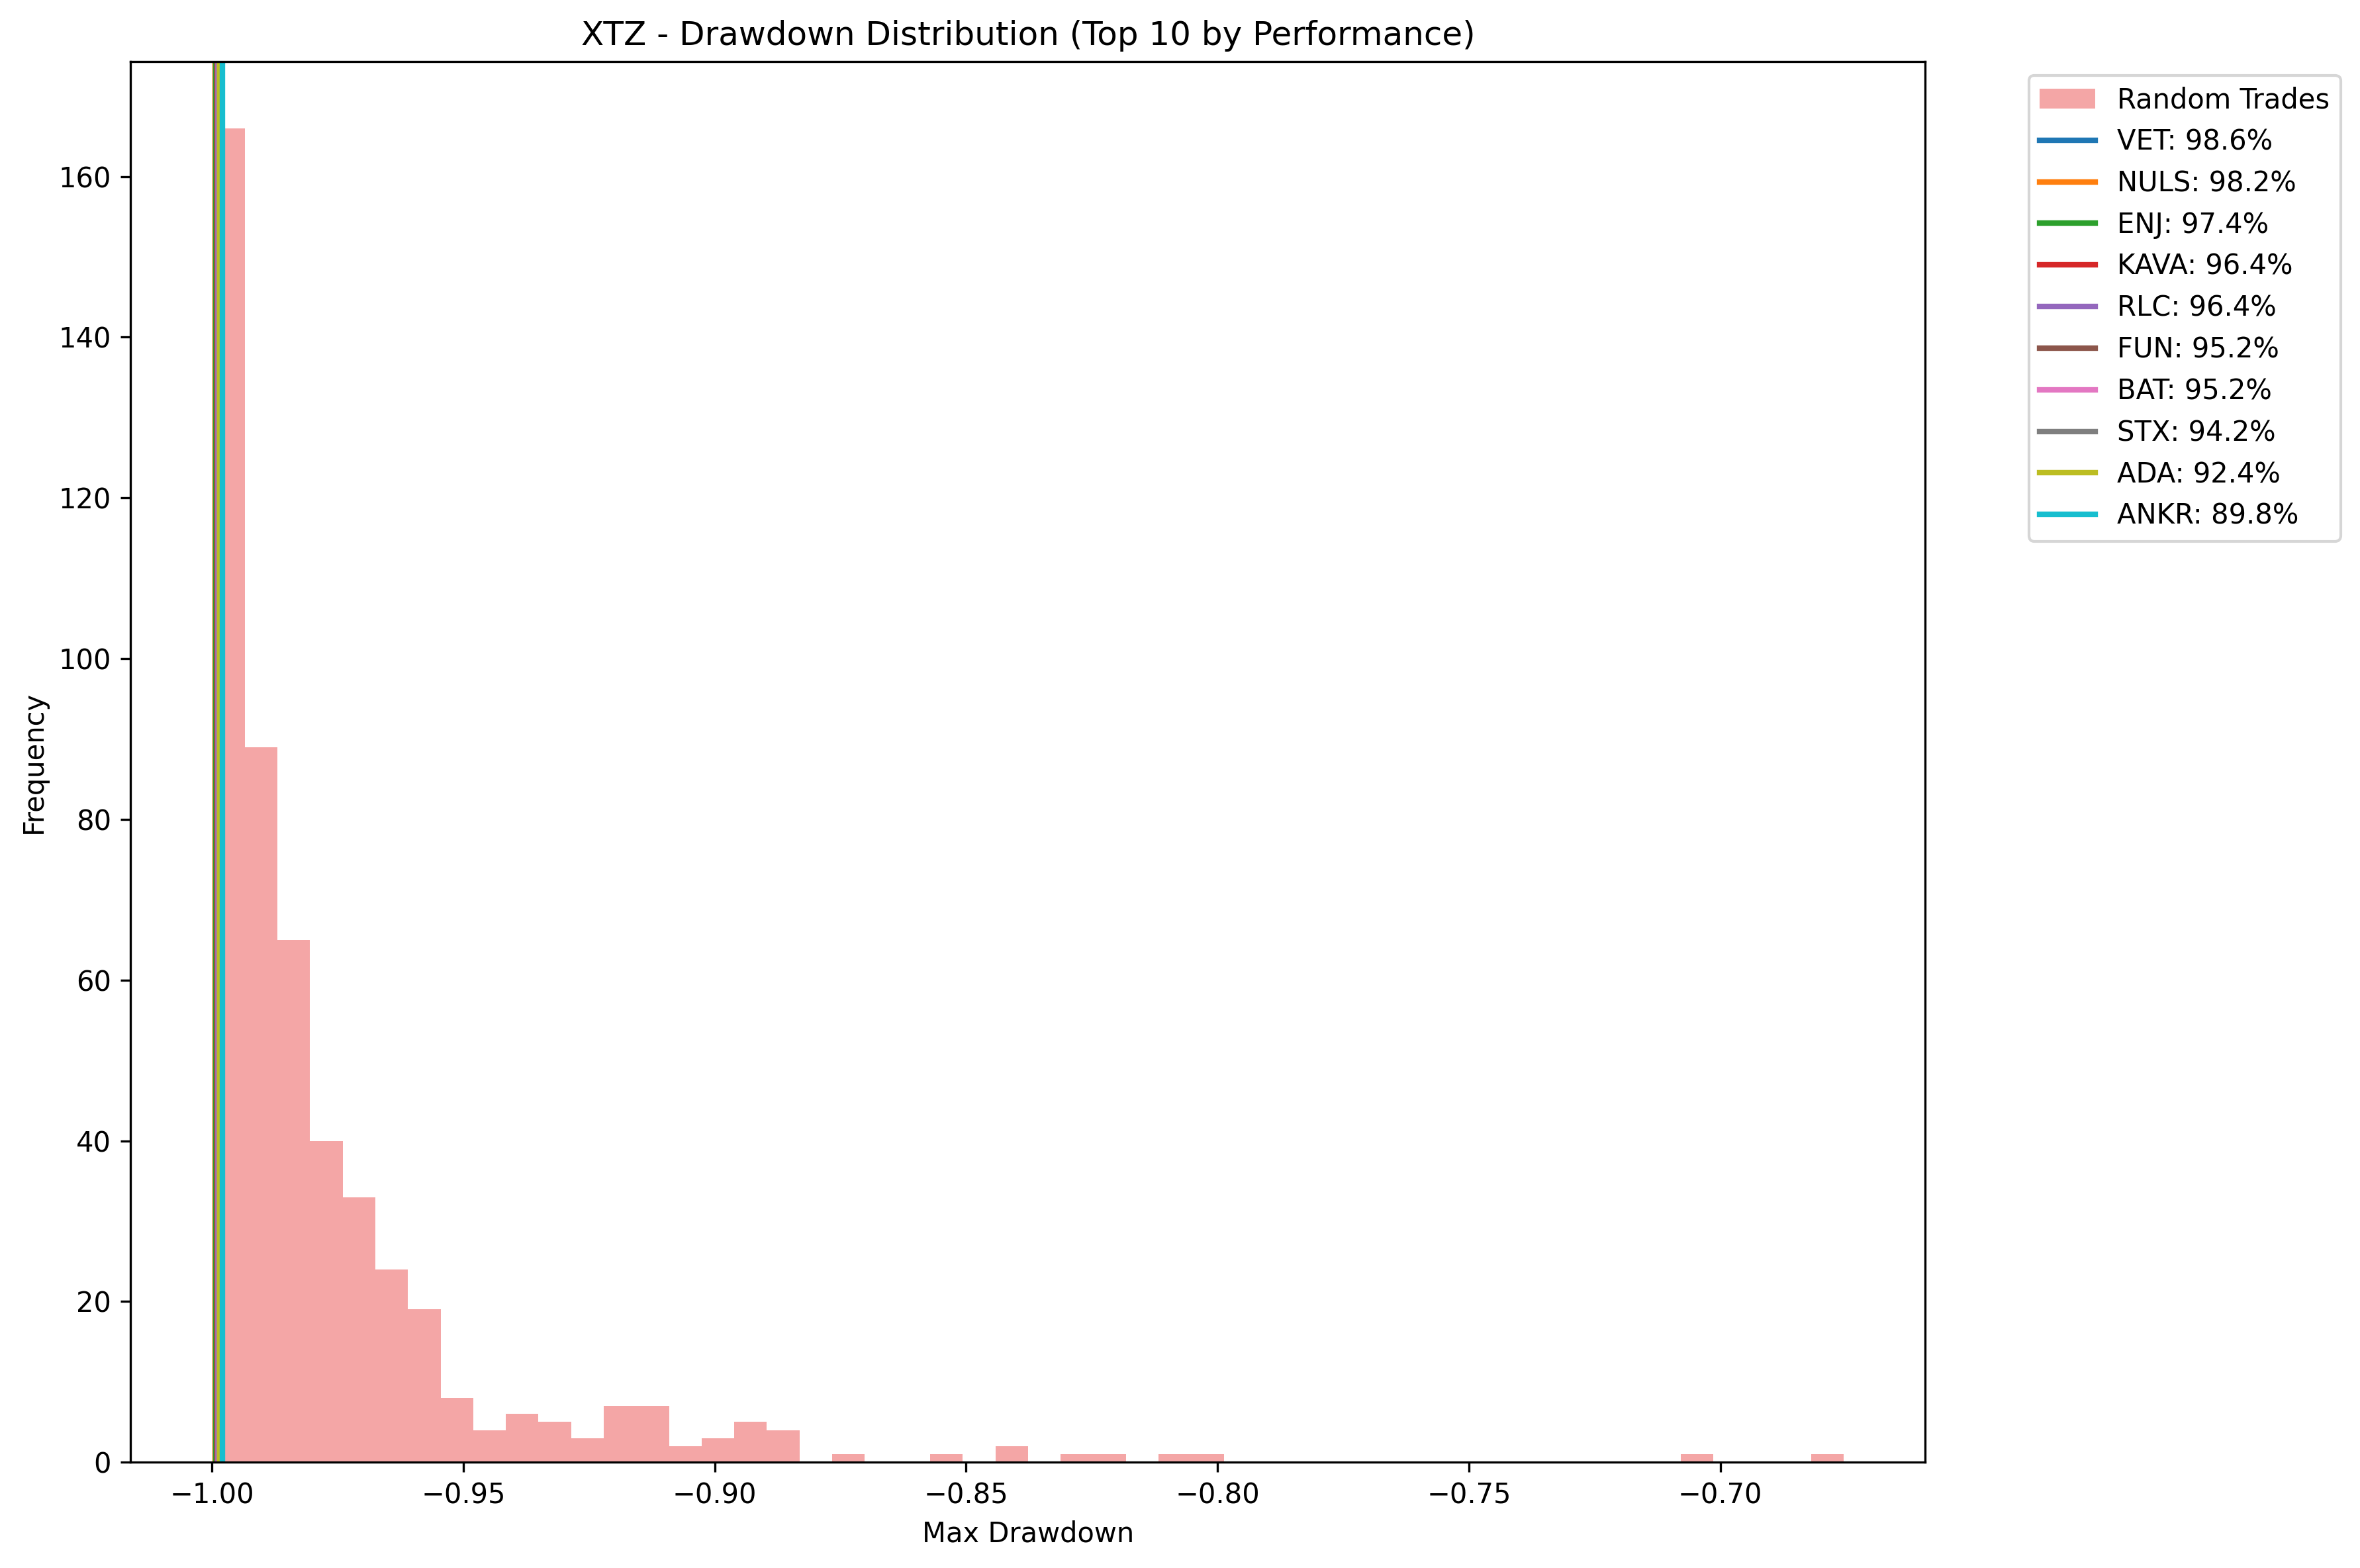 XTZ - Drawdown Distribution (Top 10 by Performance)
Frequency
160
140
120
100
80
60
40
20
0
−1.00
−0.95
−0.90
−0.85
−0.80
−0.75
−0.70
Max Drawdown
Random Trades
VET: 98.6%
NULS: 98.2%
ENJ: 97.4%
KAVA: 96.4%
RLC: 96.4%
FUN: 95.2%
BAT: 95.2%
STX: 94.2%
ADA: 92.4%
ANKR: 89.8%